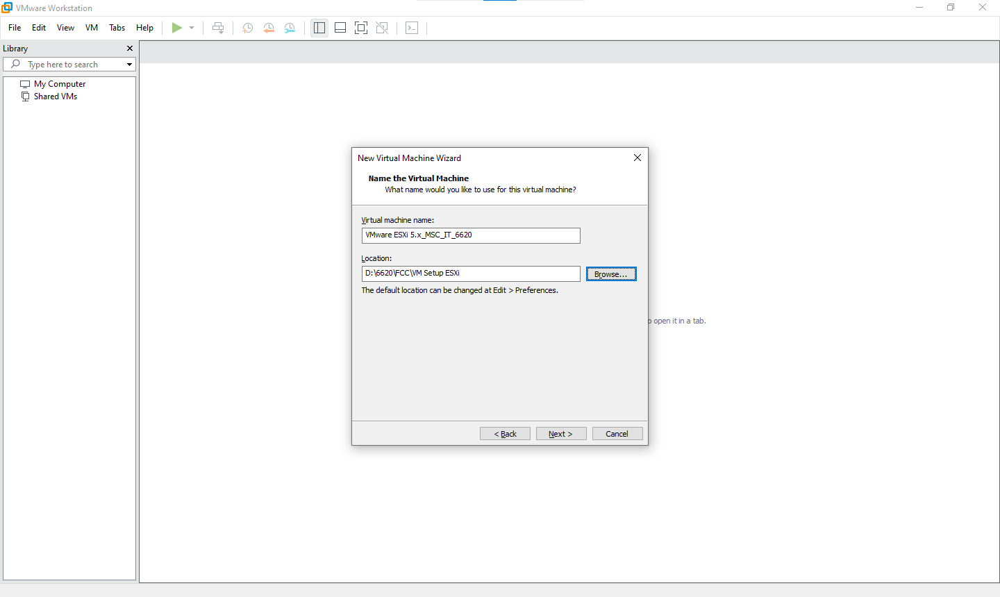 VMware Workstation
File Edit View VM Tabs Help
Library
Type here to search
My Computer
Shared VMs
New Virtual Machine Wizard
Name the Virtual Machine
What name would you like to use for this virtual machine?
Virtual machine name:
VMware ESXi 5.x_MSC_IT_6620
Location:
D:\6620\FCC\VM Setup ESXi
Browse...
The default location can be changed at Edit > Preferences.
open it in a tab.
< Back Next > Cancel